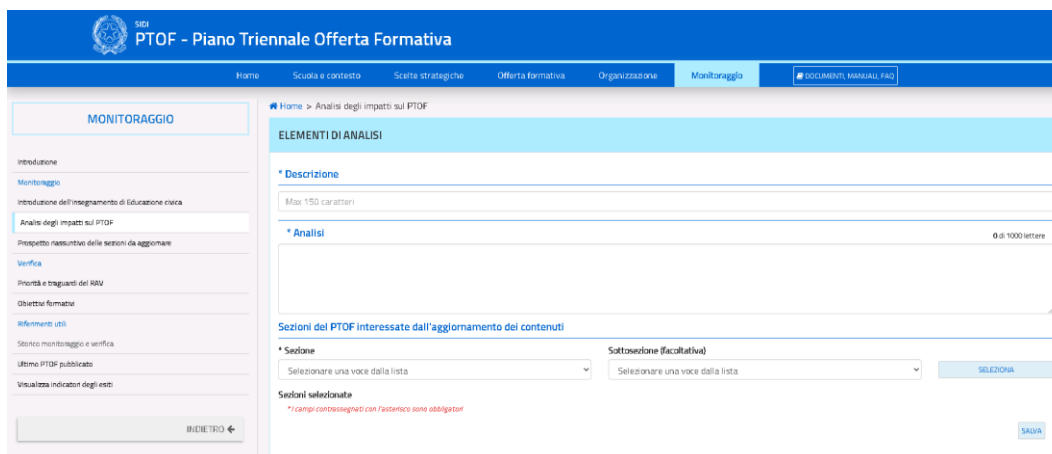 SIDI
PTOF - Piano Triennale Offerta Formativa
Home Scuola e contesto Scelte strategiche Offerta formativa Organizzazione Monitoraggio DOCUMENTI, MANUALI, FAQ
MONITORAGGIO
Introduzione
Monitoraggio
Introduzione dell'insegnamento di Educazione civica
Analisi degli impatti sul PTOF
Prospetto riassuntivo delle sezioni da aggiornare
Verifica
Priorità e traguardi del RAV
Obiettivi formativi
Riferimenti utili
Storico monitoraggio e verifica
Ultimo PTOF pubblicato
Visualizza indicatori degli esiti
INDIETRO
Home > Analisi degli impatti sul PTOF
ELEMENTI DI ANALISI
* Descrizione
Max 150 caratteri
* Analisi 0 di 1000 lettere
Sezioni del PTOF interessate dall'aggiornamento dei contenuti
* Sezione Sottosezione (facoltativa)
Selezionare una voce dalla lista Selezionare una voce dalla lista SELEZIONA
Sezioni selezionate
* I campi contrassegnati con l'asterisco sono obbligatori
SALVA